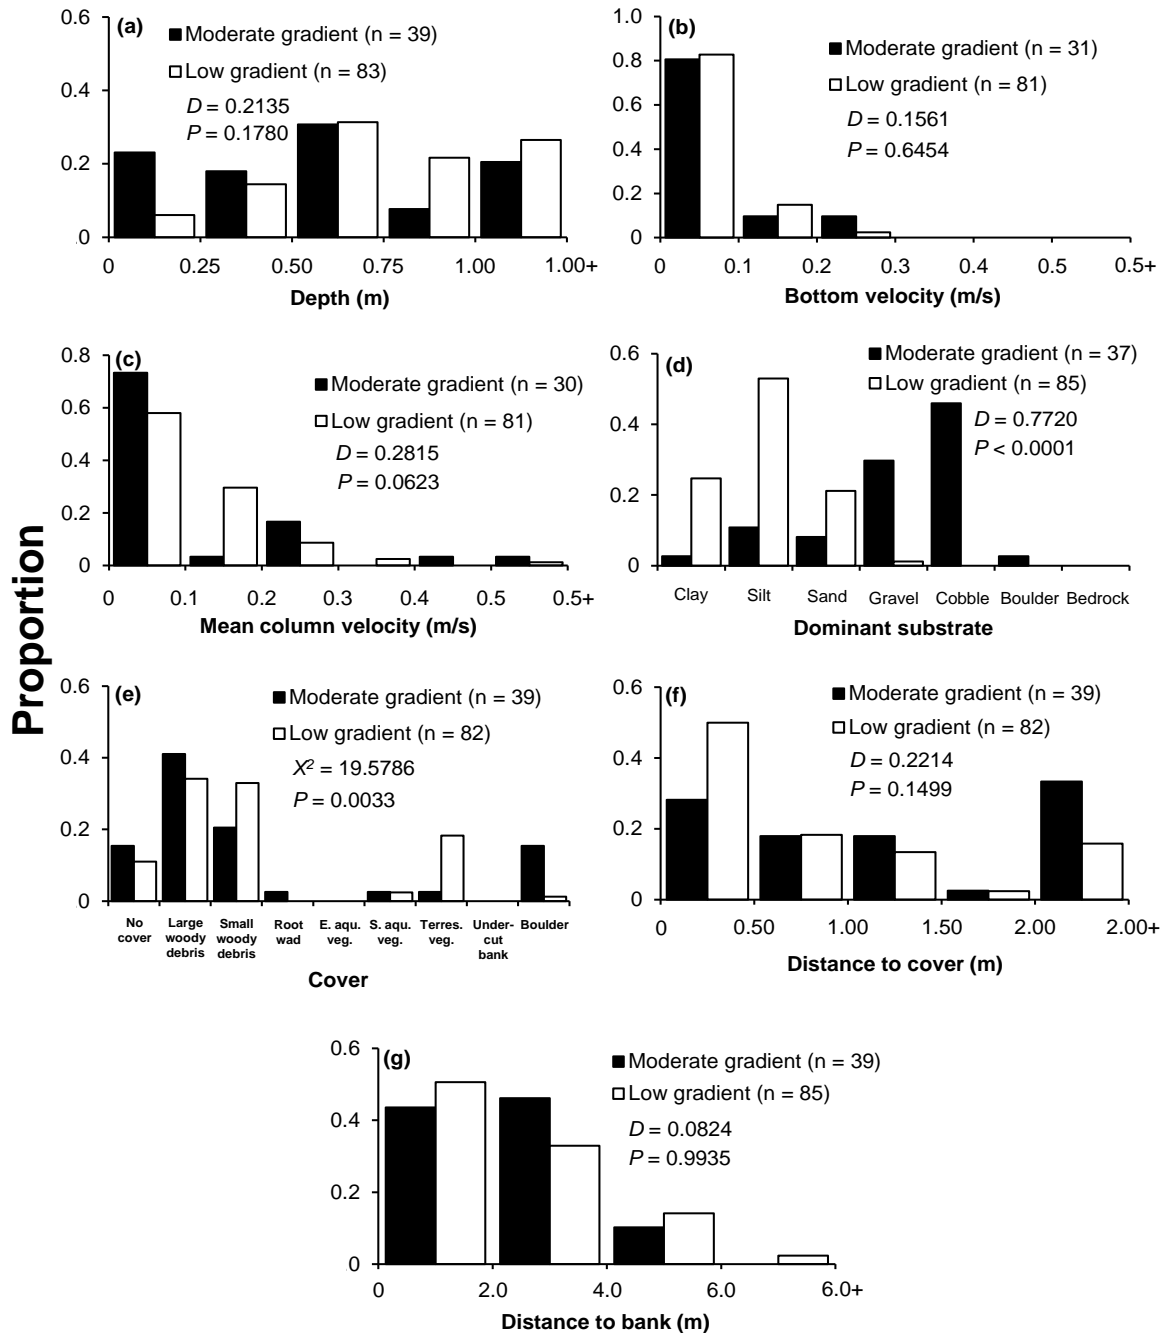 Proportion
(a)
Moderate gradient (n = 39)
Low gradient (n = 83)
D = 0.2135
P = 0.1780
0.6
0.4
0.2
.0
0 0.25 0.50 0.75 1.00 1.00+
Depth (m)
(b)
Moderate gradient (n = 31)
Low gradient (n = 81)
D = 0.1561
P = 0.6454
1.0
0.8
0.6
0.4
0.2
0
0 0.1 0.2 0.3 0.4 0.5 0.5+
Bottom velocity (m/s)
(c)
Moderate gradient (n = 30)
Low gradient (n = 81)
D = 0.2815
P = 0.0623
0.8
0.6
0.4
0.2
0
0 0.1 0.2 0.3 0.4 0.5 0.5+
Mean column velocity (m/s)
(d)
Moderate gradient (n = 37)
Low gradient (n = 85)
D = 0.7720
P < 0.0001
0.6
0.4
0.2
0
Clay Silt Sand Gravel Cobble Boulder Bedrock
Dominant substrate
(e)
Moderate gradient (n = 39)
Low gradient (n = 82)
X² = 19.5786
P = 0.0033
0.6
0.4
0.2
0
No Large Small Root E. aqu. S. aqu. Terres. Under- Boulder
cover woody woody wad veg. veg. veg. cut
debris debris bank
Cover
(f)
Moderate gradient (n = 39)
Low gradient (n = 82)
D = 0.2214
P = 0.1499
0.6
0.4
0.2
0
0 0.50 1.00 1.50 2.00 2.00+
Distance to cover (m)
(g)
Moderate gradient (n = 39)
Low gradient (n = 85)
D = 0.0824
P = 0.9935
0.6
0.4
0.2
0
0 2.0 4.0 6.0 6.0+
Distance to bank (m)